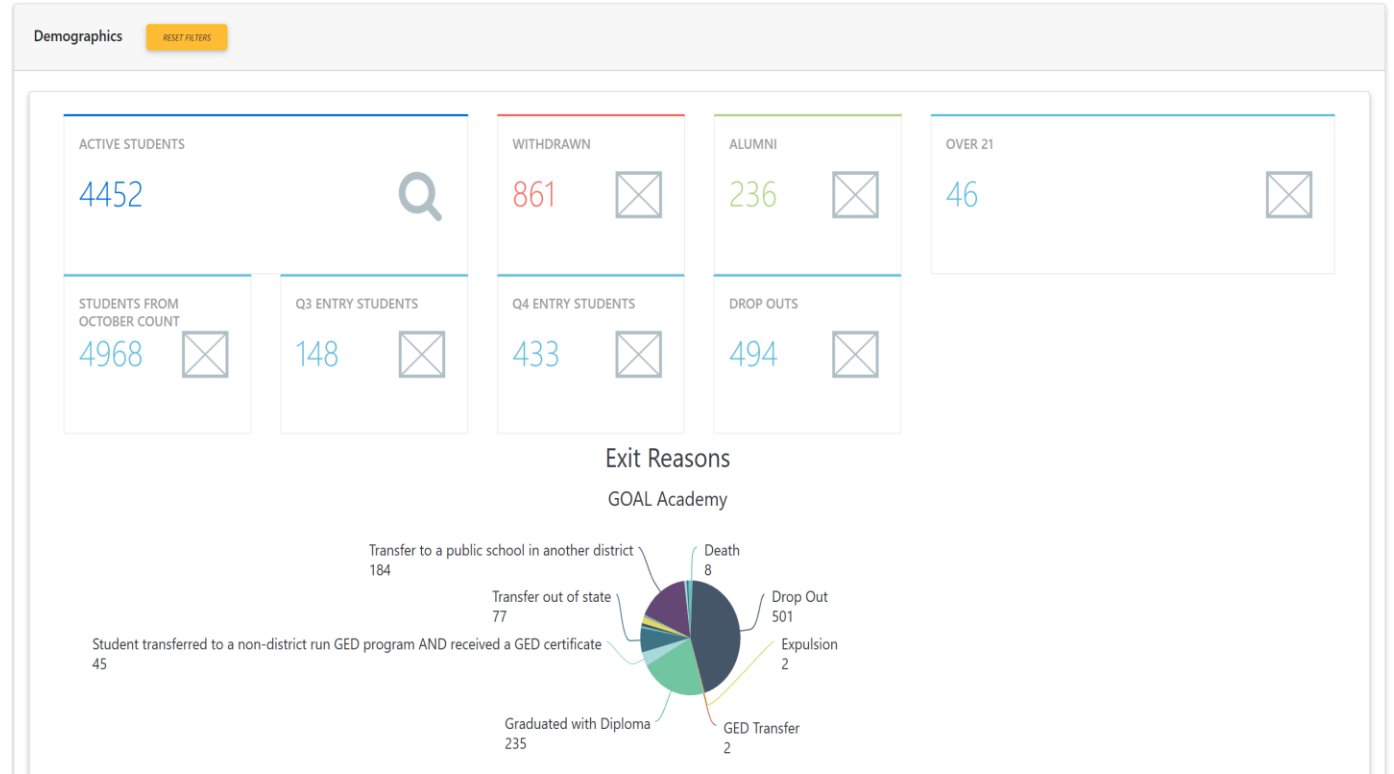 Demographics
RESET FILTERS
ACTIVE STUDENTS
4452
WITHDRAWN
861
ALUMNI
236
OVER 21
46
STUDENTS FROM
OCTOBER COUNT
4968
Q3 ENTRY STUDENTS
148
Q4 ENTRY STUDENTS
433
DROP OUTS
494
Exit Reasons
GOAL Academy
Transfer to a public school in another district
184
Death
8
Transfer out of state
77
Drop Out
501
Student transferred to a non-district run GED program AND received a GED certificate
45
Expulsion
2
Graduated with Diploma
235
GED Transfer
2